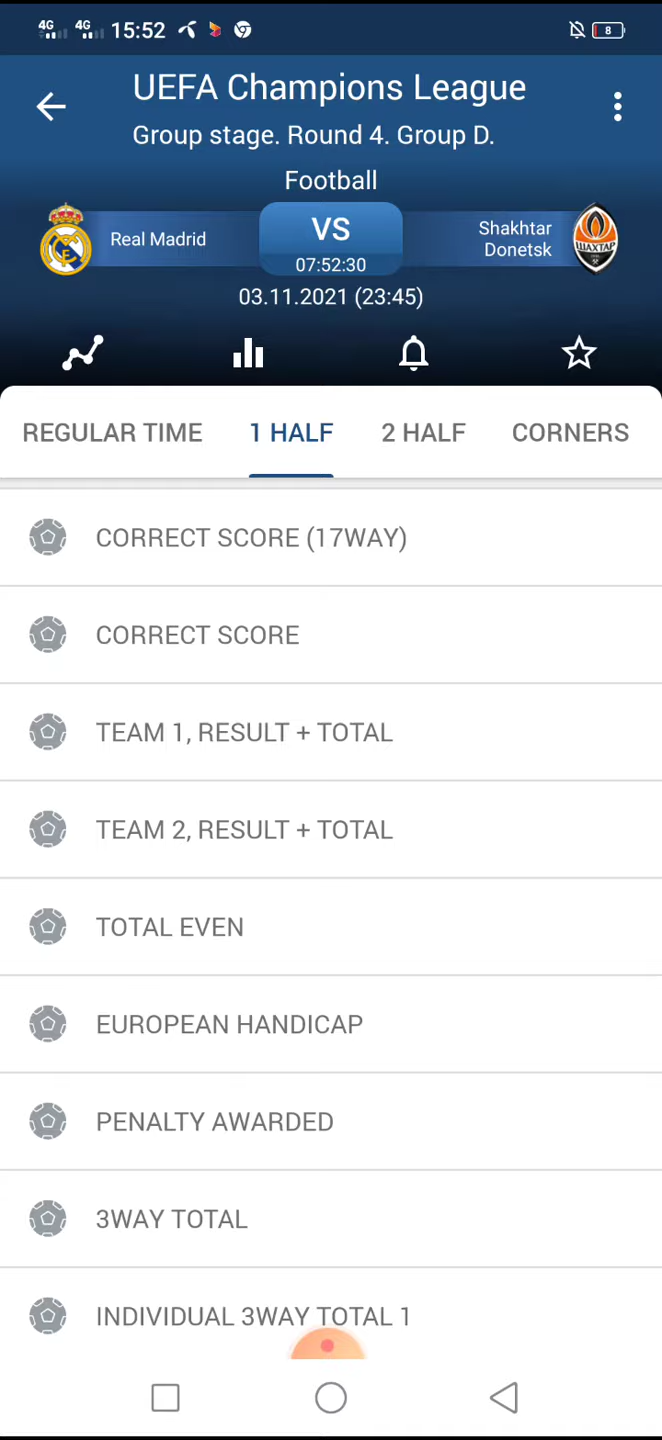 4G 4G 15:52 8
UEFA Champions League
Group stage. Round 4. Group D.
Football
Real Madrid
VS
Shakhtar
Donetsk
ШАХТАР
07:52:30
03.11.2021 (23:45)
REGULAR TIME 1 HALF 2 HALF CORNERS
CORRECT SCORE (17WAY)
CORRECT SCORE
TEAM 1, RESULT + TOTAL
TEAM 2, RESULT + TOTAL
TOTAL EVEN
EUROPEAN HANDICAP
PENALTY AWARDED
3WAY TOTAL
INDIVIDUAL 3WAY TOTAL 1